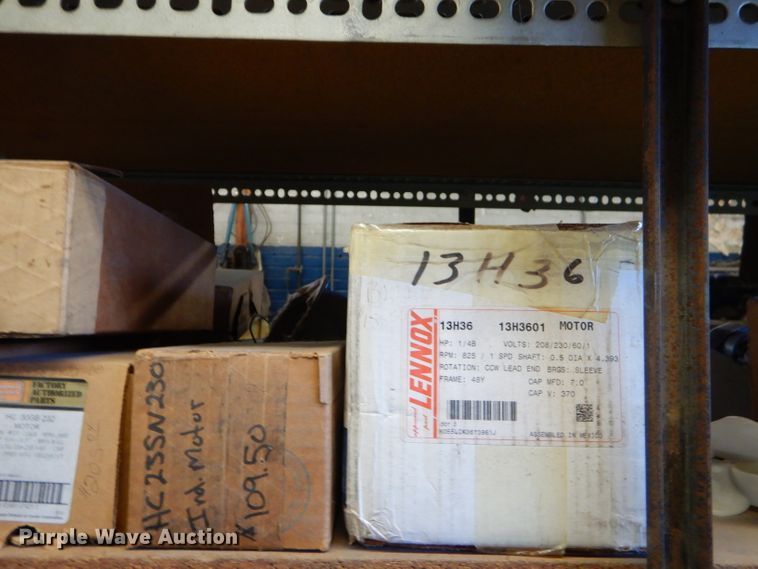 13H36
LENNOX
13H36 13H3601 MOTOR
HP: 1/4B VOLTS: 208/230/60/1
RPM: 825 / 1 SPD SHAFT: 0.5 DIA X 4.393
ROTATION: CCW LEAD END BRGS: SLEEVE
FRAME: 48Y CAP MFD: 7.0
CAP V: 370
ASSEMBLED IN MEXICO
HC23SN230
Ind. Motor
$109.50
FACTORY
AUTHORIZED
PARTS
MOTOR
Purple Wave Auction